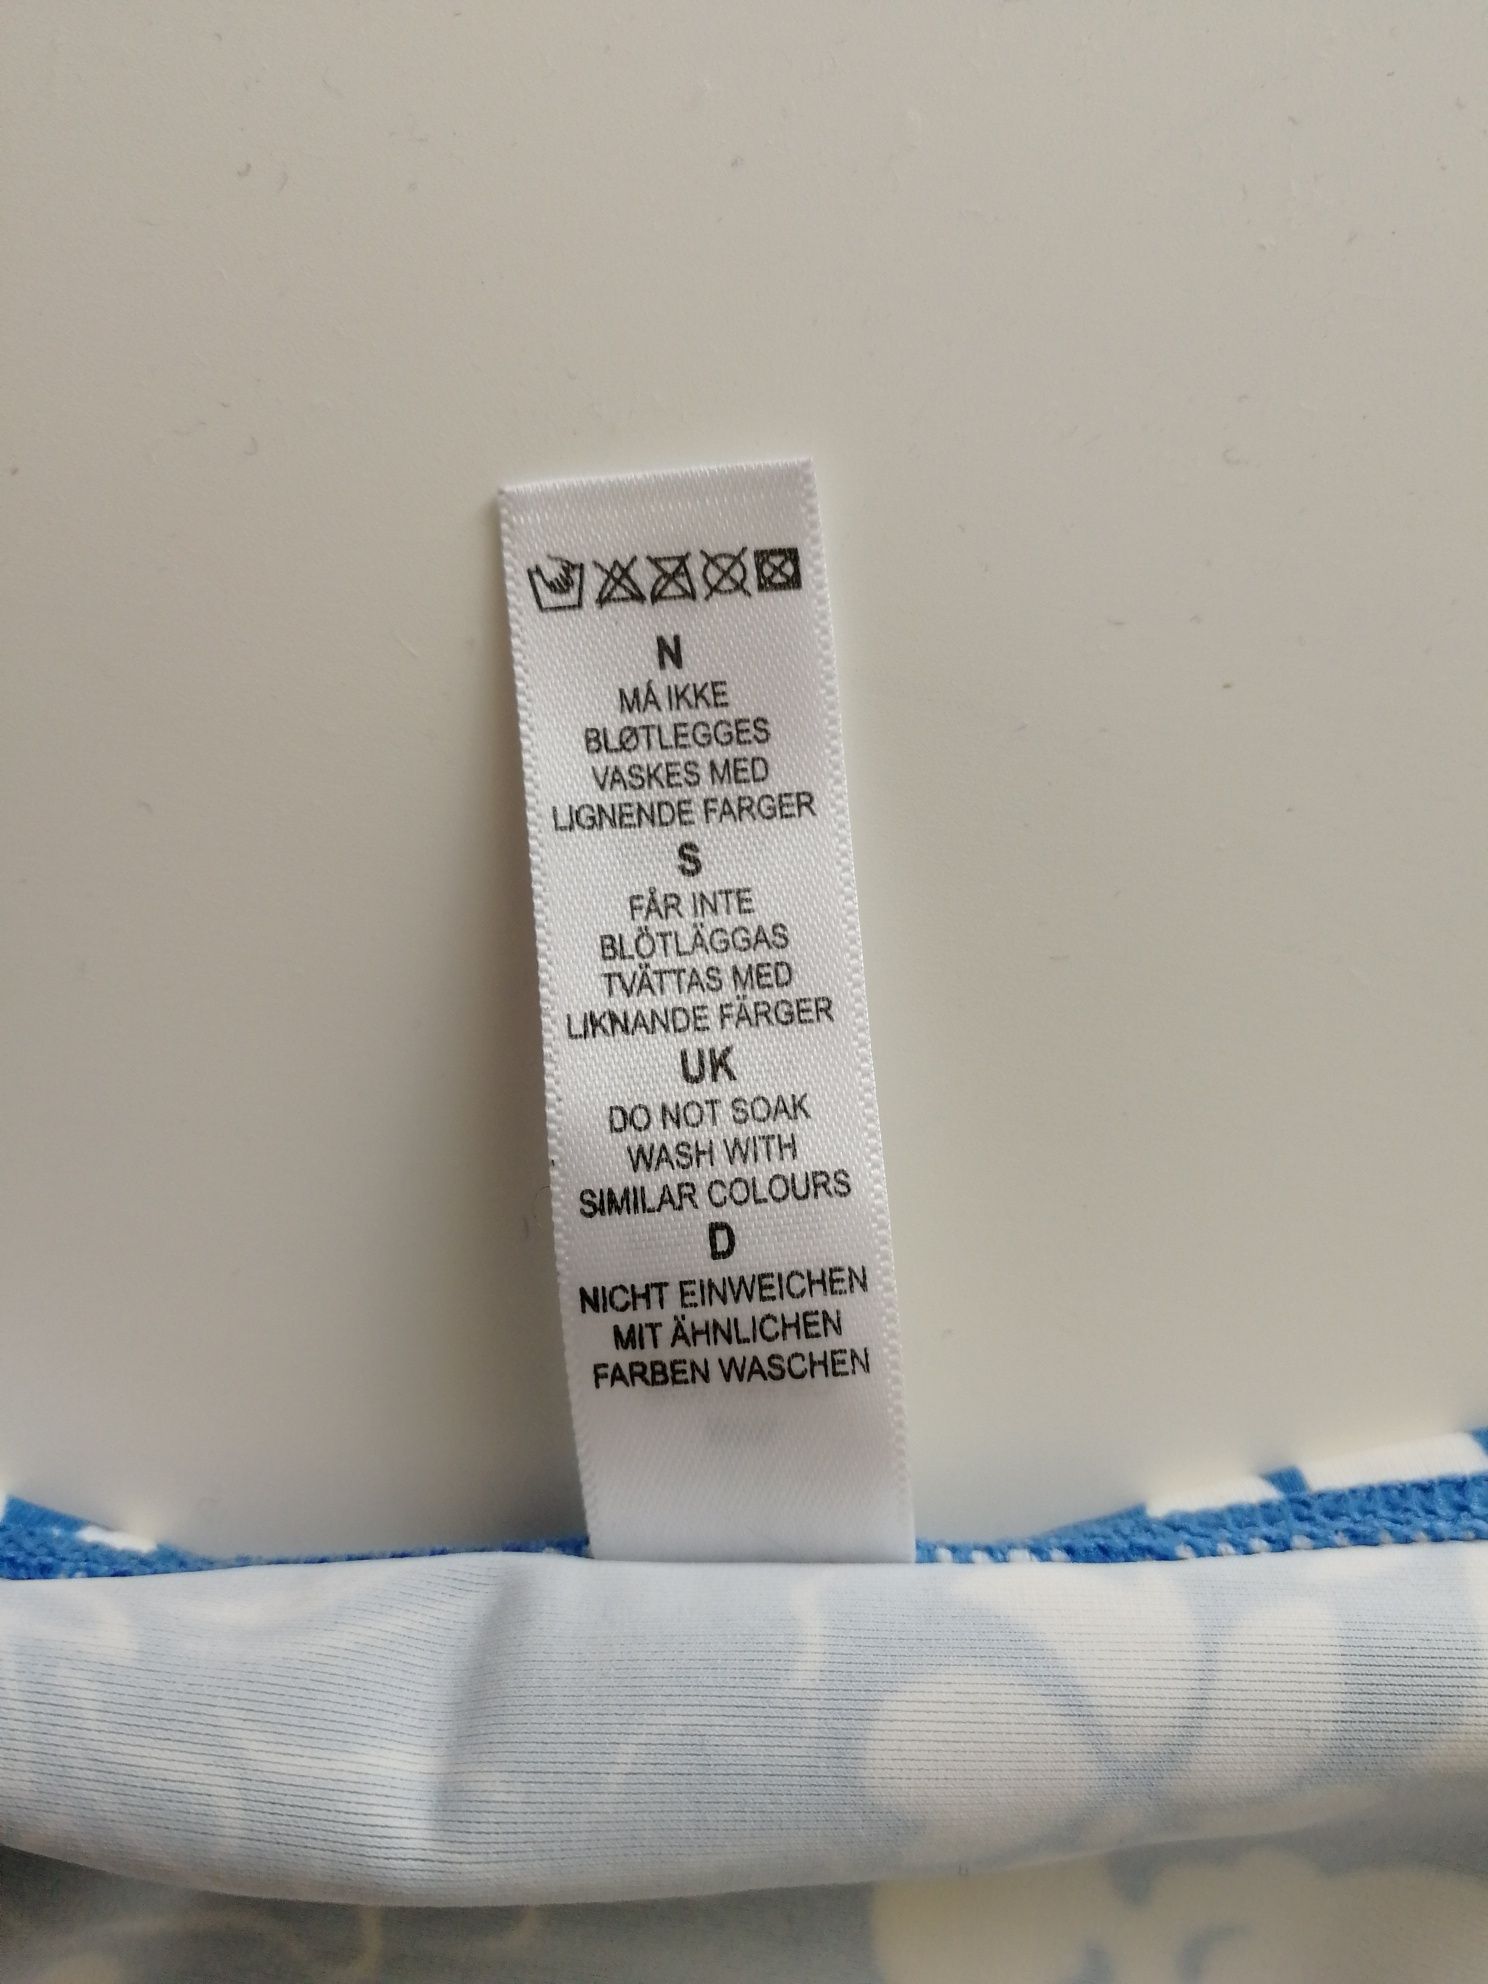 N
MÁ IKKE
BLØTLEGGES
VASKES MED
LIGNENDE FARGER
S
FÅR INTE
BLÖTLÄGGAS
TVÄTTAS MED
LIKNANDE FÄRGER
UK
DO NOT SOAK
WASH WITH
SIMILAR COLOURS
D
NICHT EINWEICHEN
MIT ÄHNLICHEN
FARBEN WASCHEN